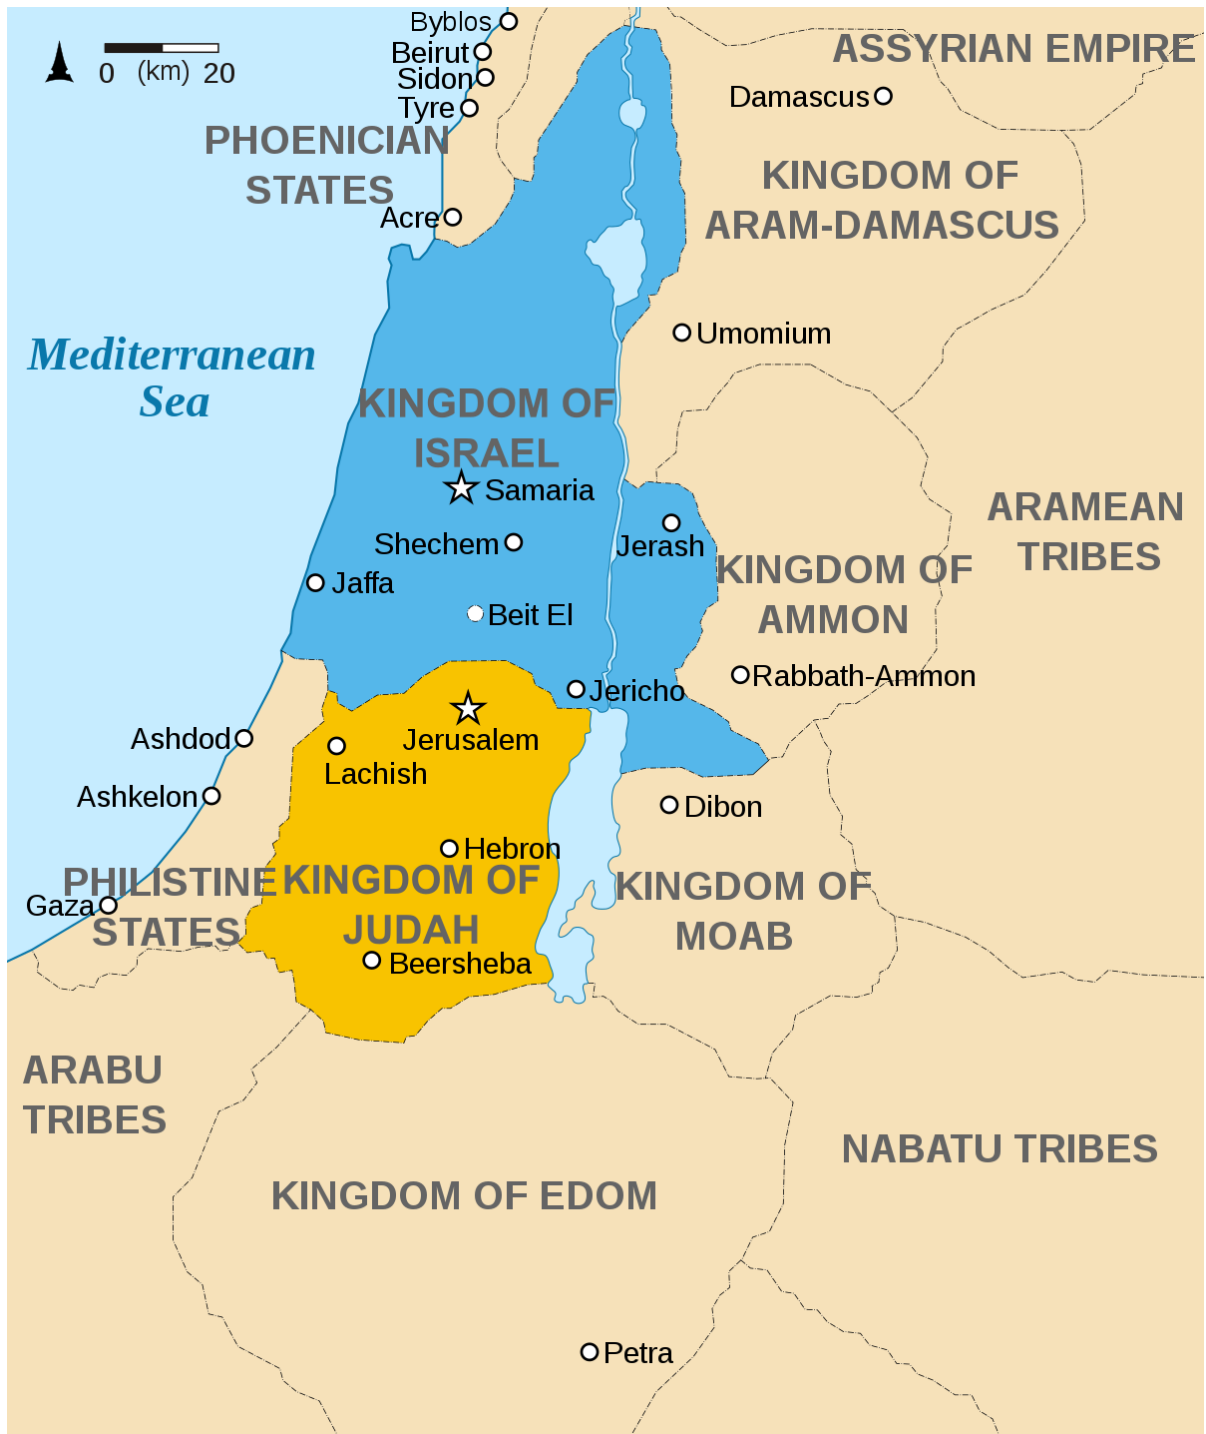 Byblos
Beirut
Sidon
Tyre
0 (km) 20
ASSYRIAN EMPIRE
Damascus
PHOENICIAN
STATES
KINGDOM OF
ARAM-DAMASCUS
Acre
Umomium
Mediterranean
Sea
KINGDOM OF
ISRAEL
Samaria
Shechem
Jerash
ARAMEAN
TRIBES
Jaffa
KINGDOM OF
AMMON
Beit El
Rabbath-Ammon
Jericho
Ashdod
Jerusalem
Lachish
Ashkelon
Dibon
Hebron
PHILISTINE
STATES
Gaza
KINGDOM OF
JUDAH
KINGDOM OF
MOAB
Beersheba
ARABU
TRIBES
NABATU TRIBES
KINGDOM OF EDOM
Petra